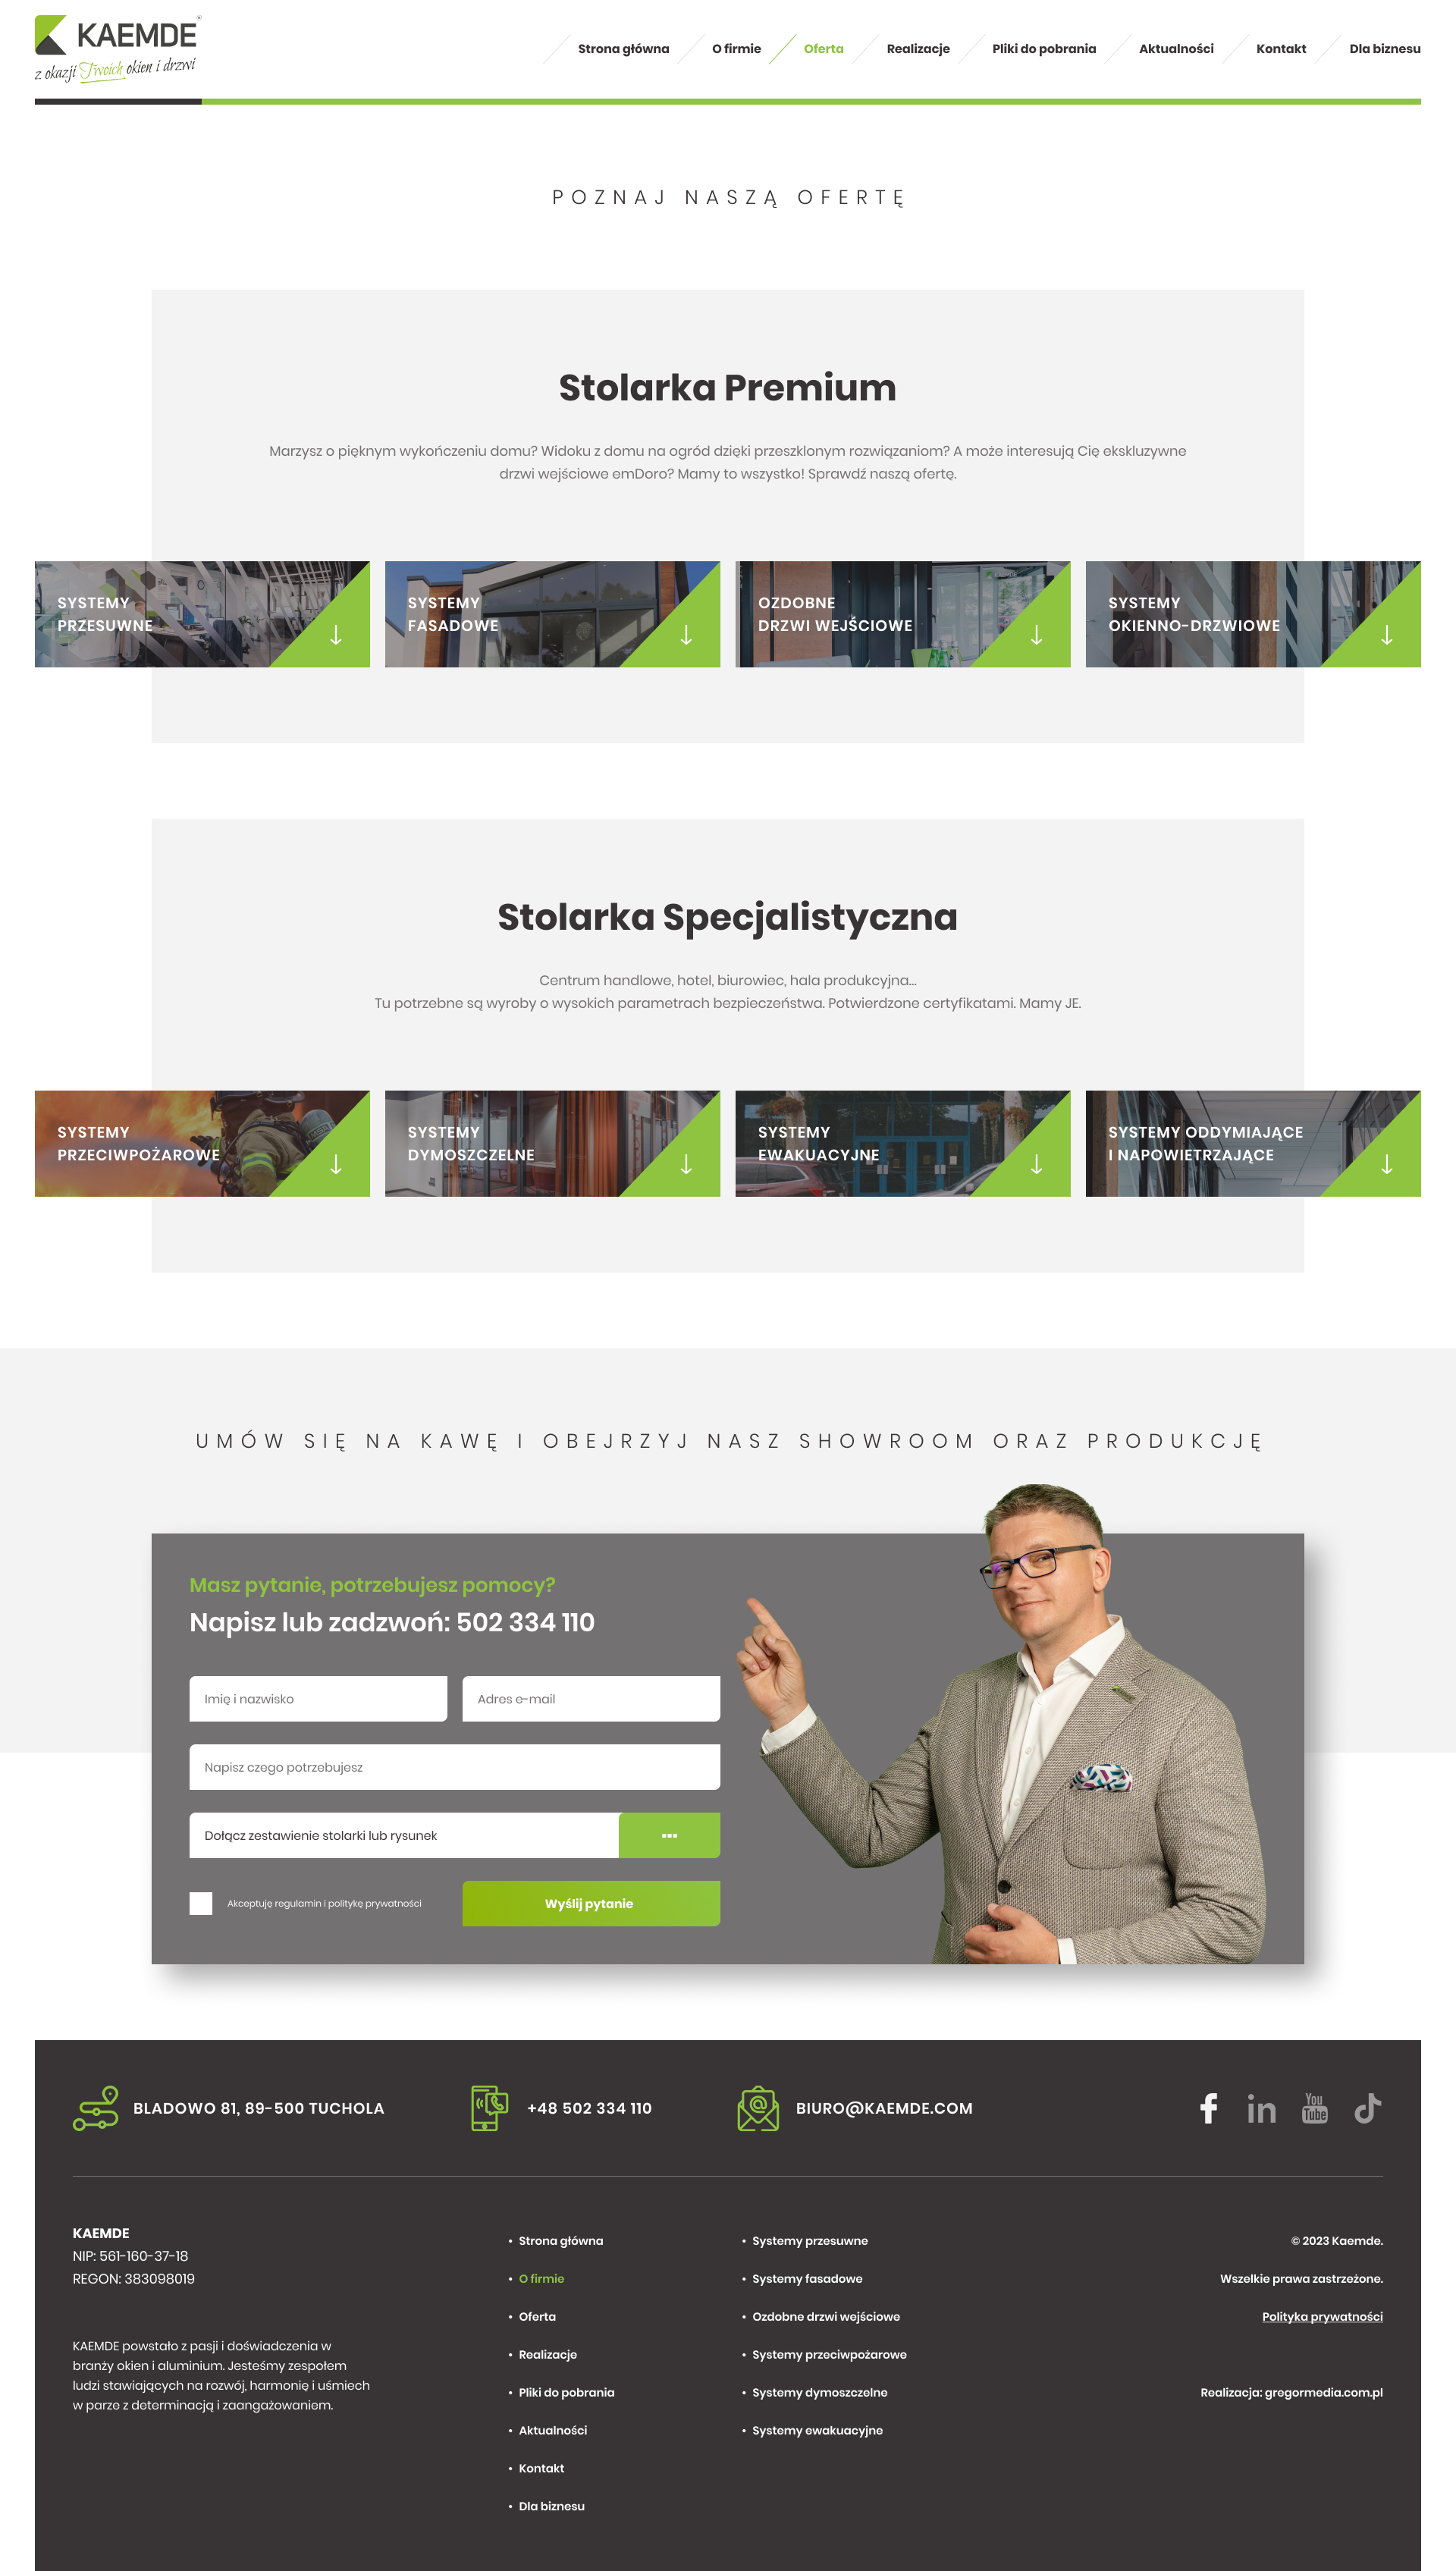 KAEMDE®
z okazji Twoich okien i drzwi
Strona główna
O firmie
Oferta
Realizacje
Pliki do pobrania
Aktualności
Kontakt
Dla biznesu
POZNAJ NASZĄ OFERTĘ
Stolarka Premium
Marzysz o pięknym wykończeniu domu? Widoku z domu na ogród dzięki przeszklonym rozwiązaniom? A może interesują Cię ekskluzywne
drzwi wejściowe emDoro? Mamy to wszystko! Sprawdź naszą ofertę.
SYSTEMY
PRZESUWNE
SYSTEMY
FASADOWE
OZDOBNE
DRZWI WEJŚCIOWE
SYSTEMY
OKIENNO-DRZWIOWE
Stolarka Specjalistyczna
Centrum handlowe, hotel, biurowiec, hala produkcyjna...
Tu potrzebne są wyroby o wysokich parametrach bezpieczeństwa. Potwierdzone certyfikatami. Mamy JE.
SYSTEMY
PRZECIWPOŻAROWE
SYSTEMY
DYMOSZCZELNE
SYSTEMY
EWAKUACYJNE
SYSTEMY ODDYMIAJĄCE
I NAPOWIETRZAJĄCE
UMÓW SIĘ NA KAWĘ I OBEJRZYJ NASZ SHOWROOM ORAZ PRODUKCJĘ
Masz pytanie, potrzebujesz pomocy?
Napisz lub zadzwoń: 502 334 110
Imię i nazwisko
Adres e-mail
Napisz czego potrzebujesz
Dołącz zestawienie stolarki lub rysunek
Akceptuję regulamin i politykę prywatności
Wyślij pytanie
BLADOWO 81, 89-500 TUCHOLA
+48 502 334 110
BIURO@KAEMDE.COM
f
in
You
Tube
KAEMDE
NIP: 561-160-37-18
REGON: 383098019
KAEMDE powstało z pasji i doświadczenia w
branży okien i aluminium. Jesteśmy zespołem
ludzi stawiających na rozwój, harmonię i uśmiech
w parze z determinacją i zaangażowaniem.
• Strona główna
• O firmie
• Oferta
• Realizacje
• Pliki do pobrania
• Aktualności
• Kontakt
• Dla biznesu
• Systemy przesuwne
• Systemy fasadowe
• Ozdobne drzwi wejściowe
• Systemy przeciwpożarowe
• Systemy dymoszczelne
• Systemy ewakuacyjne
© 2023 Kaemde.
Wszelkie prawa zastrzeżone.
Polityka prywatności
Realizacja: gregormedia.com.pl